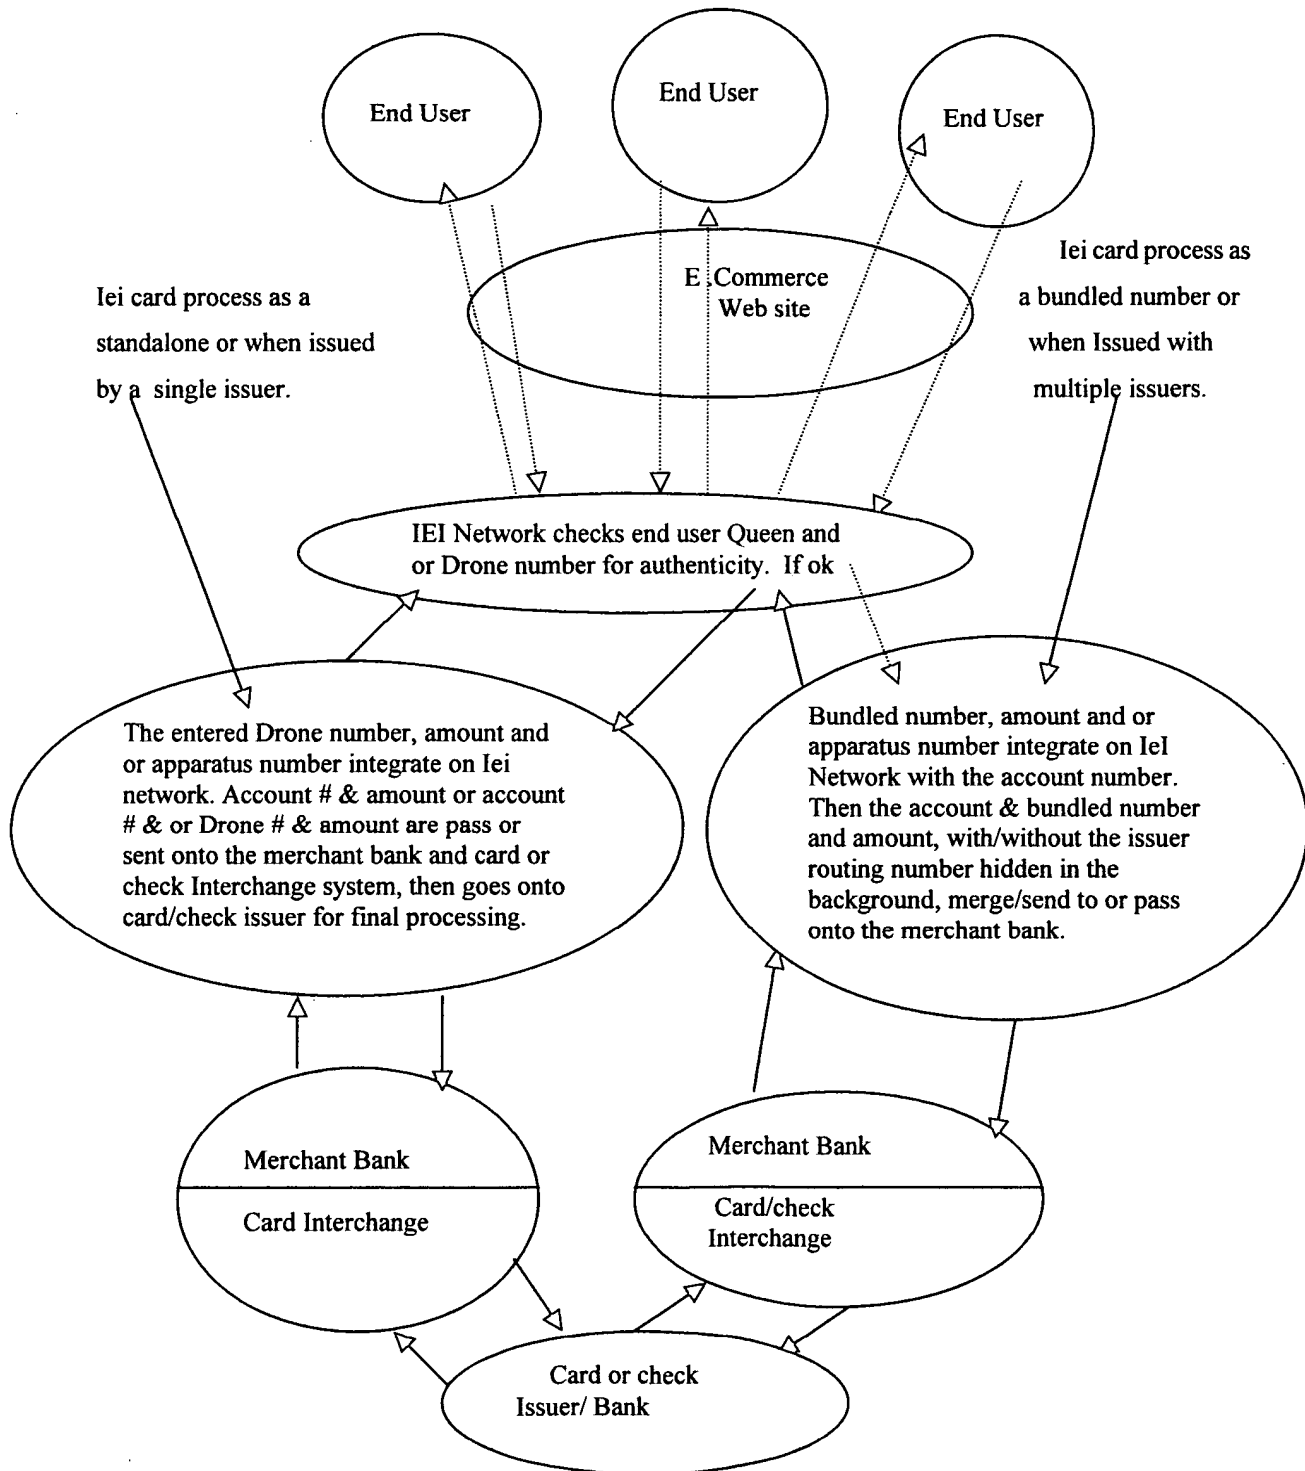 End User
End User
End User
E .Commerce
Web site
Iei card process as a
standalone or when issued
by a single issuer.
Iei card process as
a bundled number or
when Issued with
multiple issuers.
IEI Network checks end user Queen and
or Drone number for authenticity. If ok
The entered Drone number, amount and
or apparatus number integrate on Iei
network. Account # & amount or account
# & or Drone # & amount are pass or
sent onto the merchant bank and card or
check Interchange system, then goes onto
card/check issuer for final processing.
Bundled number, amount and or
apparatus number integrate on IeI
Network with the account number.
Then the account & bundled number
and amount, with/without the issuer
routing number hidden in the
background, merge/send to or pass
onto the merchant bank.
Merchant Bank
Card Interchange
Merchant Bank
Card/check
Interchange
Card or check
Issuer/ Bank